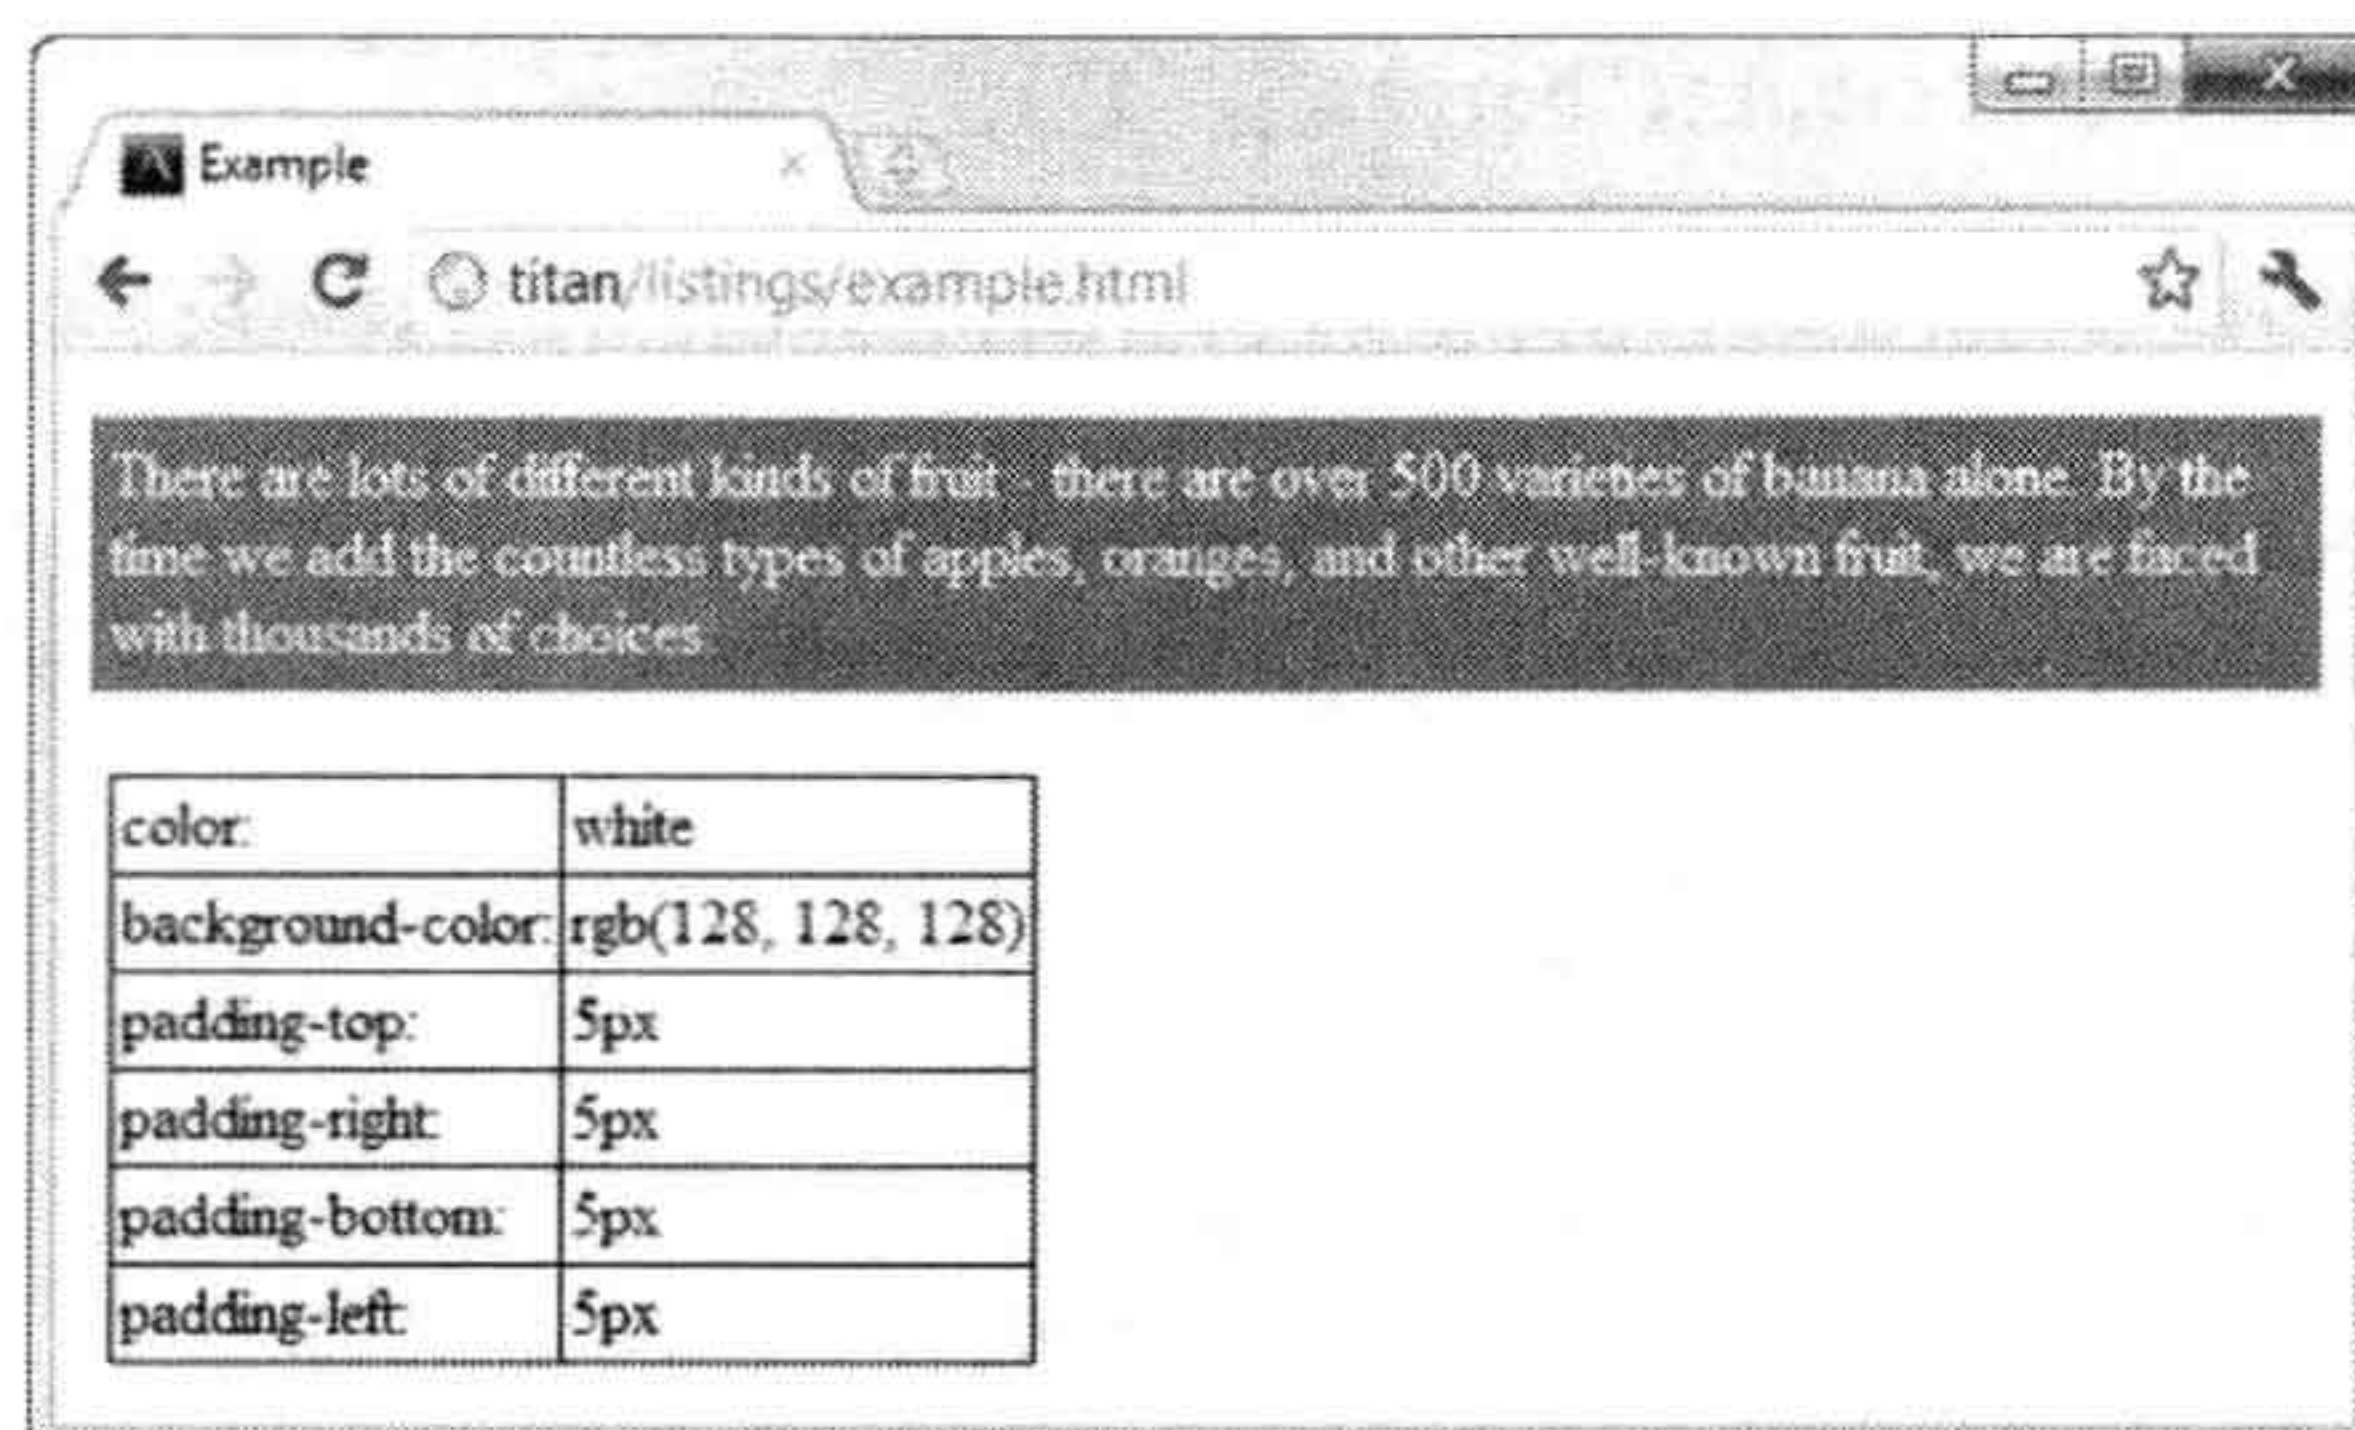 Example
titan/listings/example.html
There are lots of different kinds of fruit - there are over 500 varieties of banana alone. By the
time we add the countless types of apples, oranges, and other well-known fruit, we are faced
with thousands of choices
color: white
background-color: rgb(128, 128, 128)
padding-top: 5px
padding-right: 5px
padding-bottom: 5px
padding-left: 5px